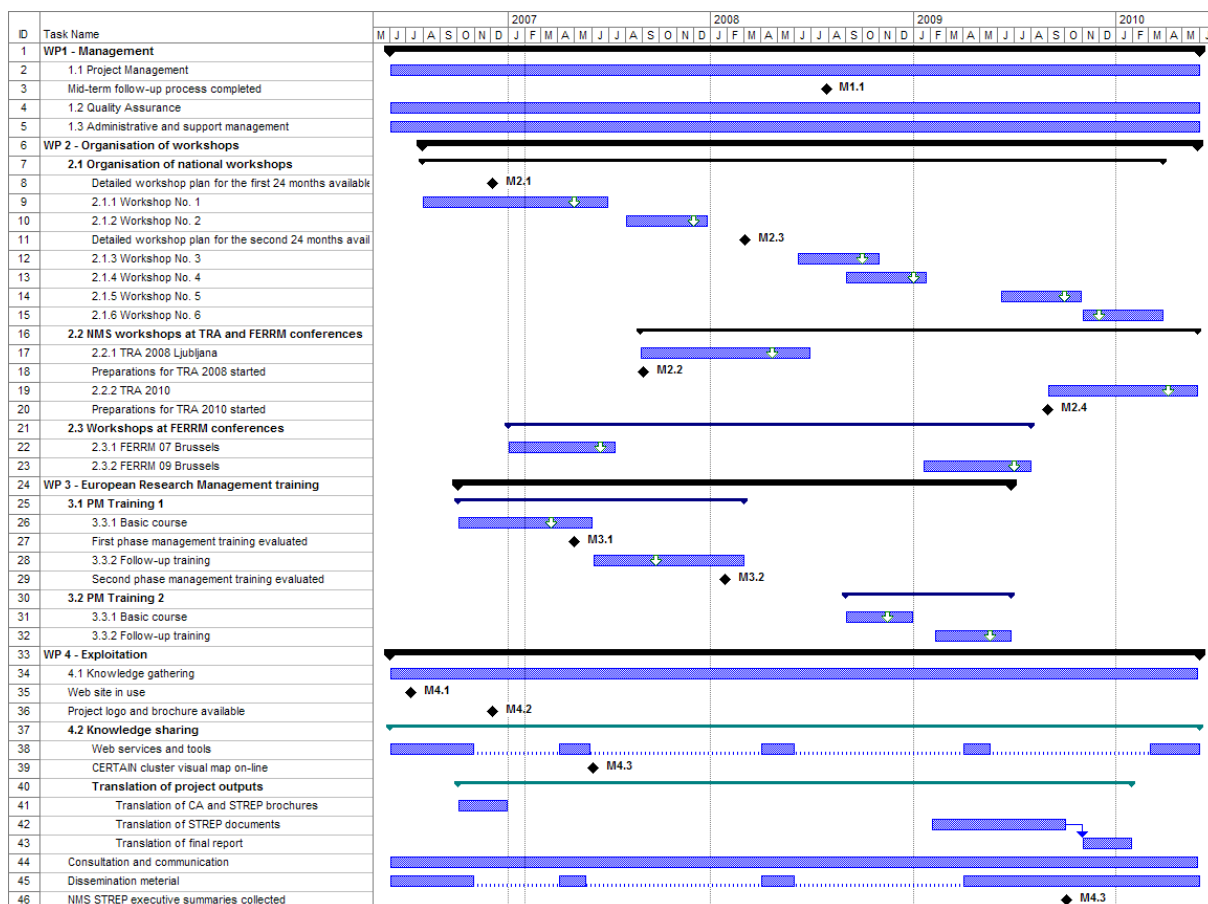 2007 2008 2009 2010
ID Task Name M J J A S O N D J F M A M J J A S O N D J F M A M J J A S O N D J F M A M J J A S O N D J F M A M J
1 WP1 - Management
2 1.1 Project Management
3 Mid-term follow-up process completed M1.1
4 1.2 Quality Assurance
5 1.3 Administrative and support management
6 WP 2 - Organisation of workshops
7 2.1 Organisation of national workshops
8 Detailed workshop plan for the first 24 months available M2.1
9 2.1.1 Workshop No. 1
10 2.1.2 Workshop No. 2
11 Detailed workshop plan for the second 24 months avail M2.3
12 2.1.3 Workshop No. 3
13 2.1.4 Workshop No. 4
14 2.1.5 Workshop No. 5
15 2.1.6 Workshop No. 6
16 2.2 NMS workshops at TRA and FERRM conferences
17 2.2.1 TRA 2008 Ljubljana
18 Preparations for TRA 2008 started M2.2
19 2.2.2 TRA 2010
20 Preparations for TRA 2010 started M2.4
21 2.3 Workshops at FERRM conferences
22 2.3.1 FERRM 07 Brussels
23 2.3.2 FERRM 09 Brussels
24 WP 3 - European Research Management training
25 3.1 PM Training 1
26 3.3.1 Basic course
27 First phase management training evaluated M3.1
28 3.3.2 Follow-up training
29 Second phase management training evaluated M3.2
30 3.2 PM Training 2
31 3.3.1 Basic course
32 3.3.2 Follow-up training
33 WP 4 - Exploitation
34 4.1 Knowledge gathering
35 Web site in use M4.1
36 Project logo and brochure available M4.2
37 4.2 Knowledge sharing
38 Web services and tools
39 CERTAIN cluster visual map on-line M4.3
40 Translation of project outputs
41 Translation of CA and STREP brochures
42 Translation of STREP documents
43 Translation of final report
44 Consultation and communication
45 Dissemination meterial
46 NMS STREP executive summaries collected M4.3